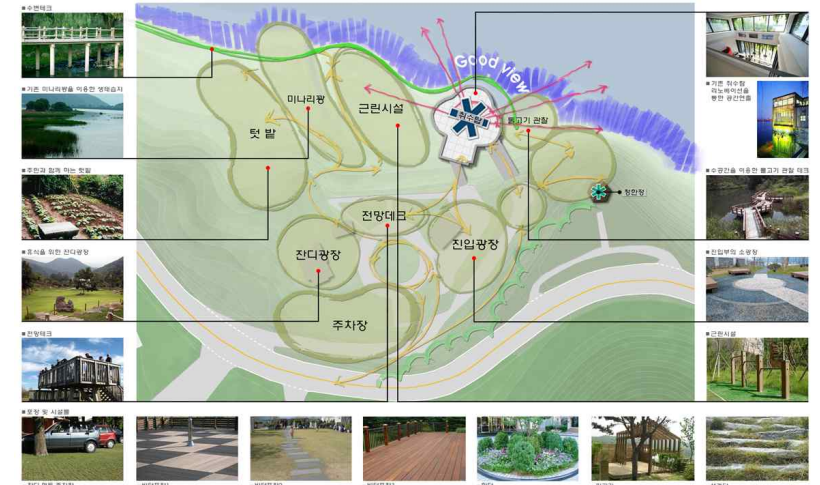 ■ 수변데크
■ 기존 미나리꽝을 이용한 생태습지
■ 주민과 함께 하는 텃밭
■ 휴식을 위한 잔디광장
■ 전망데크
■ 포장 및 시설물
Good view
미나리꽝
근린시설
텃 밭
취수탑
물고기 관찰
청한정
전망데크
잔디광장
진입광장
주차장
■ 기존 취수탑
리노베이션을
통한 공간연출
■ 수공간을 이용한 물고기 관찰 데크
■ 진입부의 소광장
■ 근린시설